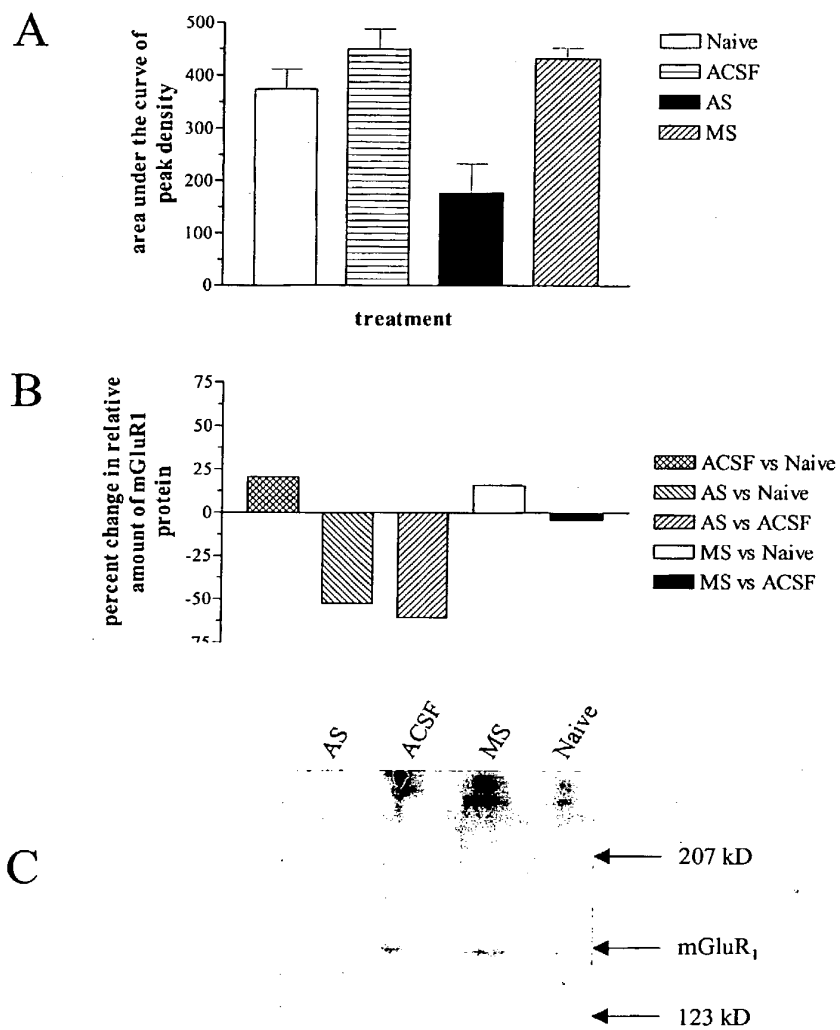 A
area under the curve of
peak density
500
400
300
200
100
0
treatment
Naive
ACSF
AS
MS
B
percent change in relative
amount of mGluR1
protein
75
50
25
0
-25
-50
75
ACSF vs Naive
AS vs Naive
AS vs ACSF
MS vs Naive
MS vs ACSF
C
AS
ACSF
MS
Naive
207 kD
mGluR1
123 kD